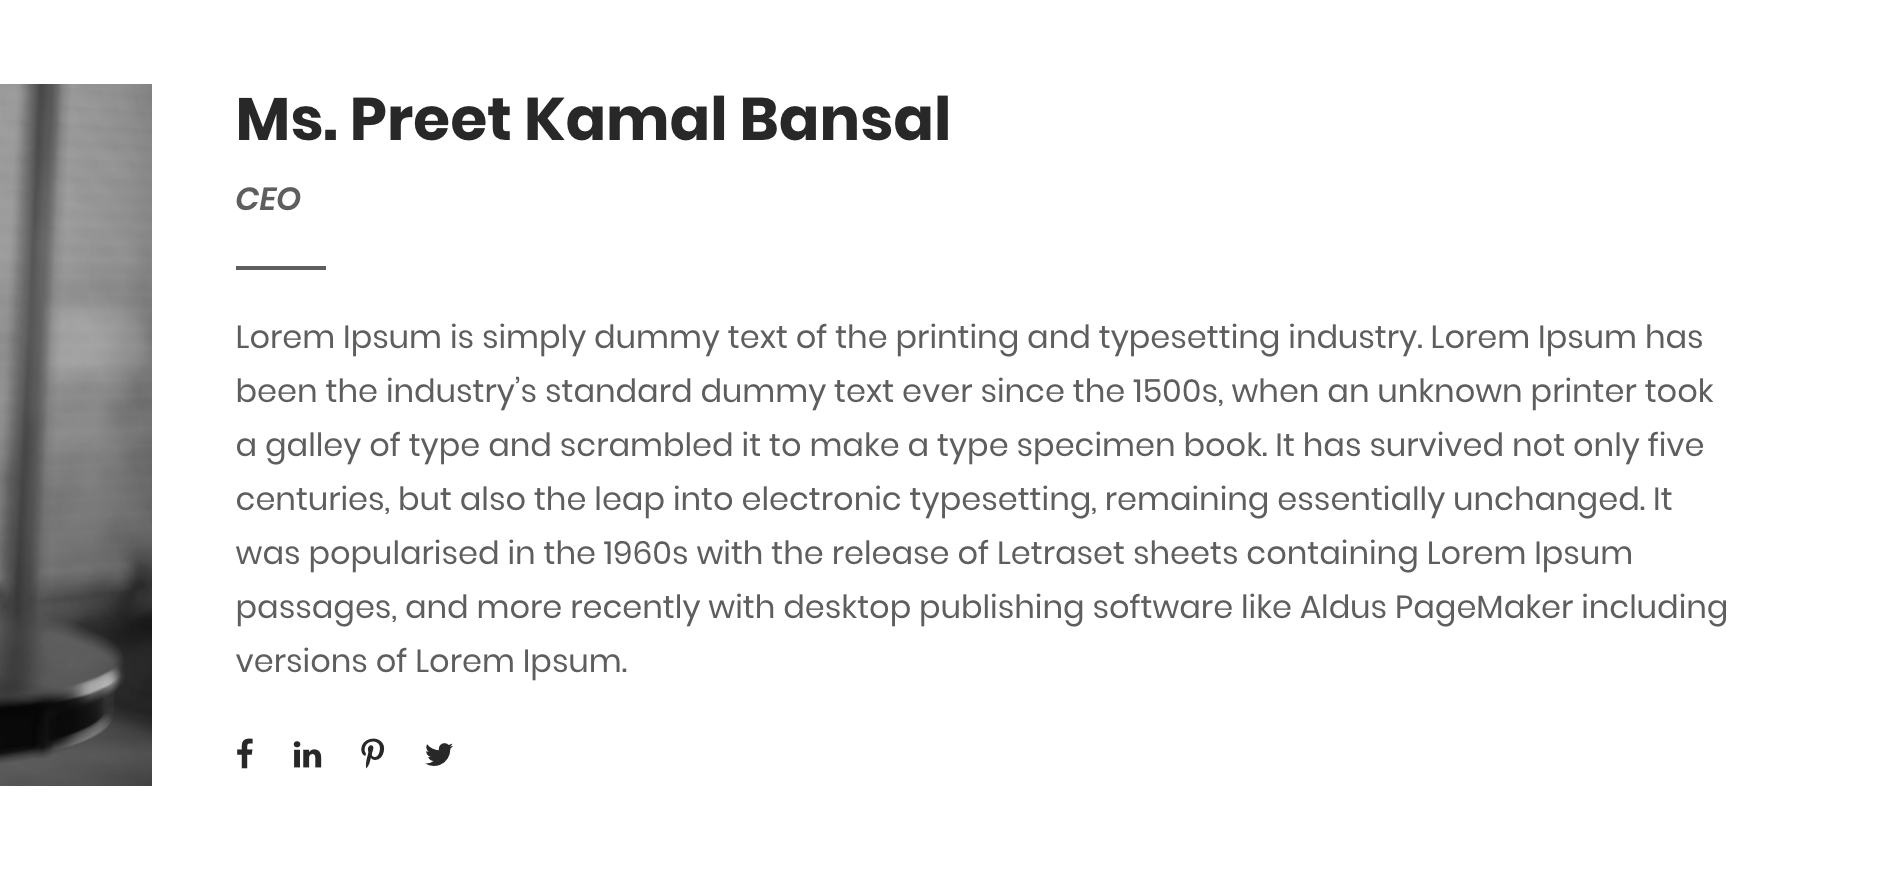 Ms. Preet Kamal Bansal
CEO
Lorem Ipsum is simply dummy text of the printing and typesetting industry. Lorem Ipsum has
been the industry’s standard dummy text ever since the 1500s, when an unknown printer took
a galley of type and scrambled it to make a type specimen book. It has survived not only five
centuries, but also the leap into electronic typesetting, remaining essentially unchanged. It
was popularised in the 1960s with the release of Letraset sheets containing Lorem Ipsum
passages, and more recently with desktop publishing software like Aldus PageMaker including
versions of Lorem Ipsum.